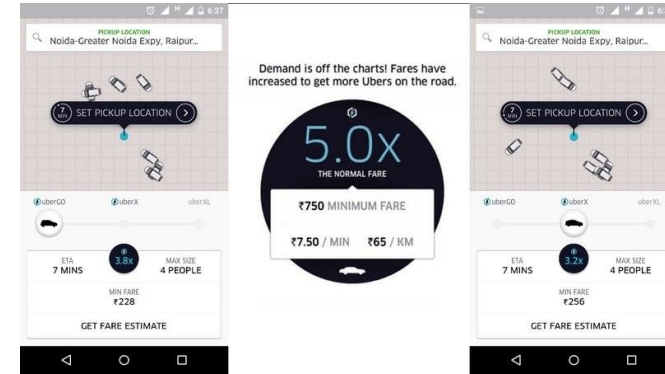 6:37
PICKUP LOCATION
Noida-Greater Noida Expy, Raipur...
7 MIN
SET PICKUP LOCATION
uberGO uberX uberXL
ETA
7 MINS
3.8x
MAX SIZE
4 PEOPLE
MIN FARE
₹228
GET FARE ESTIMATE
Demand is off the charts! Fares have
increased to get more Ubers on the road.
5.0x
THE NORMAL FARE
₹750 MINIMUM FARE
₹7.50 / MIN ₹65 / KM
PICKUP LOCATION
Noida-Greater Noida Expy, Raipur...
7 MIN
SET PICKUP LOCATION
uberGO uberX uberXL
ETA
7 MINS
3.2x
MAX SIZE
4 PEOPLE
MIN FARE
₹256
GET FARE ESTIMATE